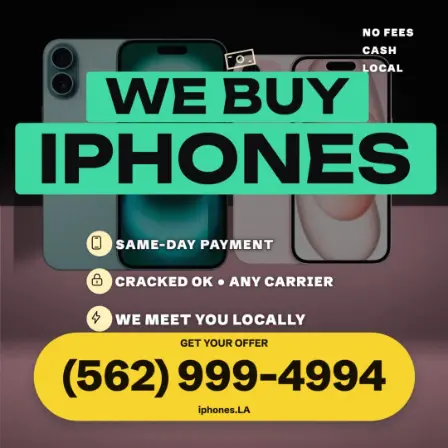 NO FEES
CASH
LOCAL
WE BUY
IPHONES
SAME-DAY PAYMENT
CRACKED OK • ANY CARRIER
WE MEET YOU LOCALLY
GET YOUR OFFER
(562) 999-4994
iphones.LA